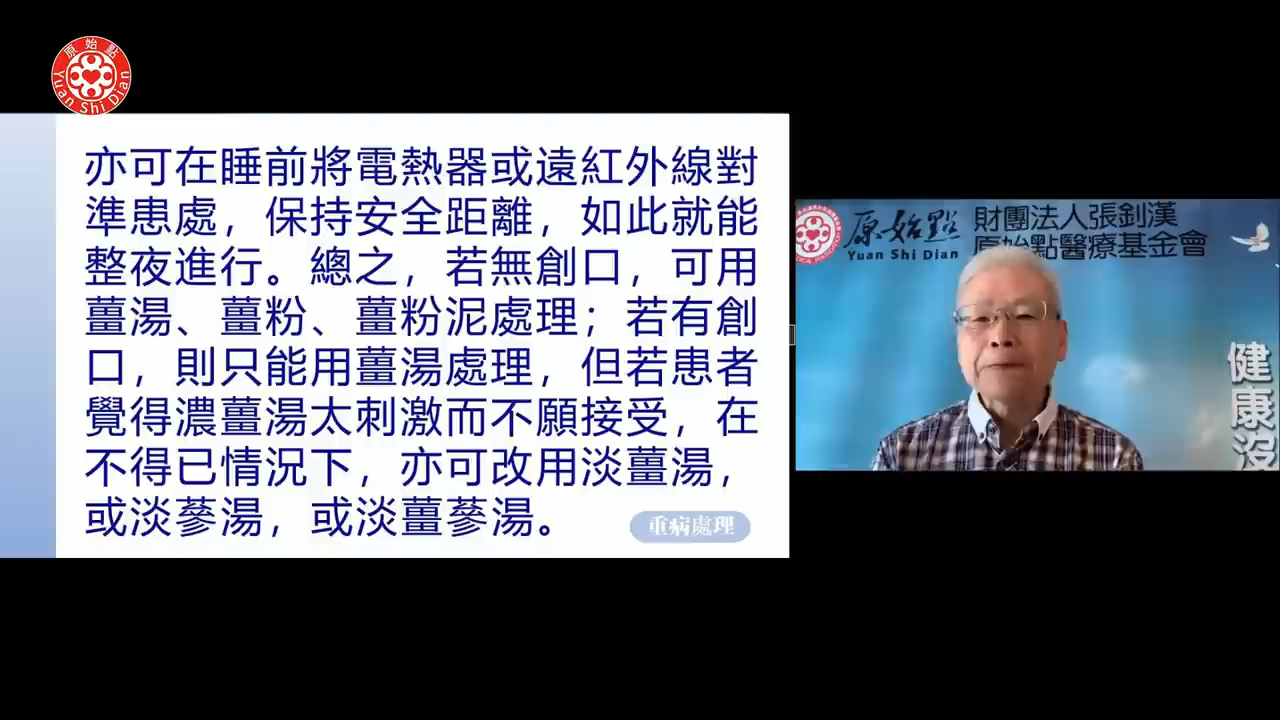 原始點
Yuan Shi Dian
亦可在睡前將電熱器或遠紅外線對
準患處，保持安全距離，如此就能
整夜進行。總之，若無創口，可用
薑湯、薑粉、薑粉泥處理；若有創
口，則只能用薑湯處理，但若患者
覺得濃薑湯太刺激而不願接受，在
不得已情況下，亦可改用淡薑湯，
或淡蔘湯，或淡薑蔘湯。
重病處理
原始點
Yuan Shi Dian
財團法人張釗漢
原始點醫療基金會
健康沒